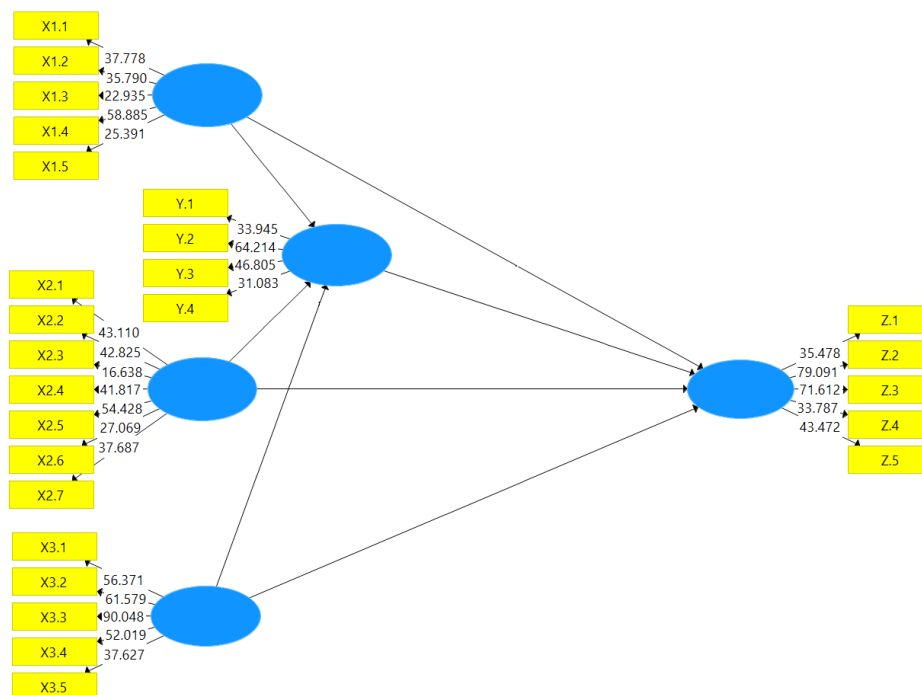 X1.1
X1.2
X1.3
X1.4
X1.5
37.778
35.790
22.935
58.885
25.391
Y.1
Y.2
Y.3
Y.4
33.945
64.214
46.805
31.083
X2.1
X2.2
X2.3
X2.4
X2.5
X2.6
X2.7
43.110
42.825
16.638
41.817
54.428
27.069
37.687
Z.1
Z.2
Z.3
Z.4
Z.5
35.478
79.091
71.612
33.787
43.472
X3.1
X3.2
X3.3
X3.4
X3.5
56.371
61.579
90.048
52.019
37.627